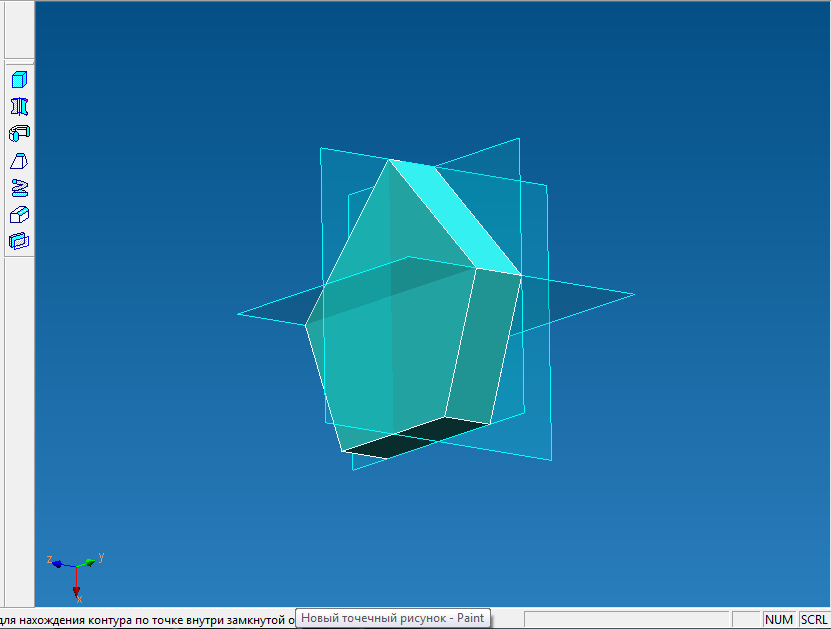 z
y
x
для нахождения контура по точке внутри замкнутой о
Новый точечный рисунок - Paint
NUM
SCRL